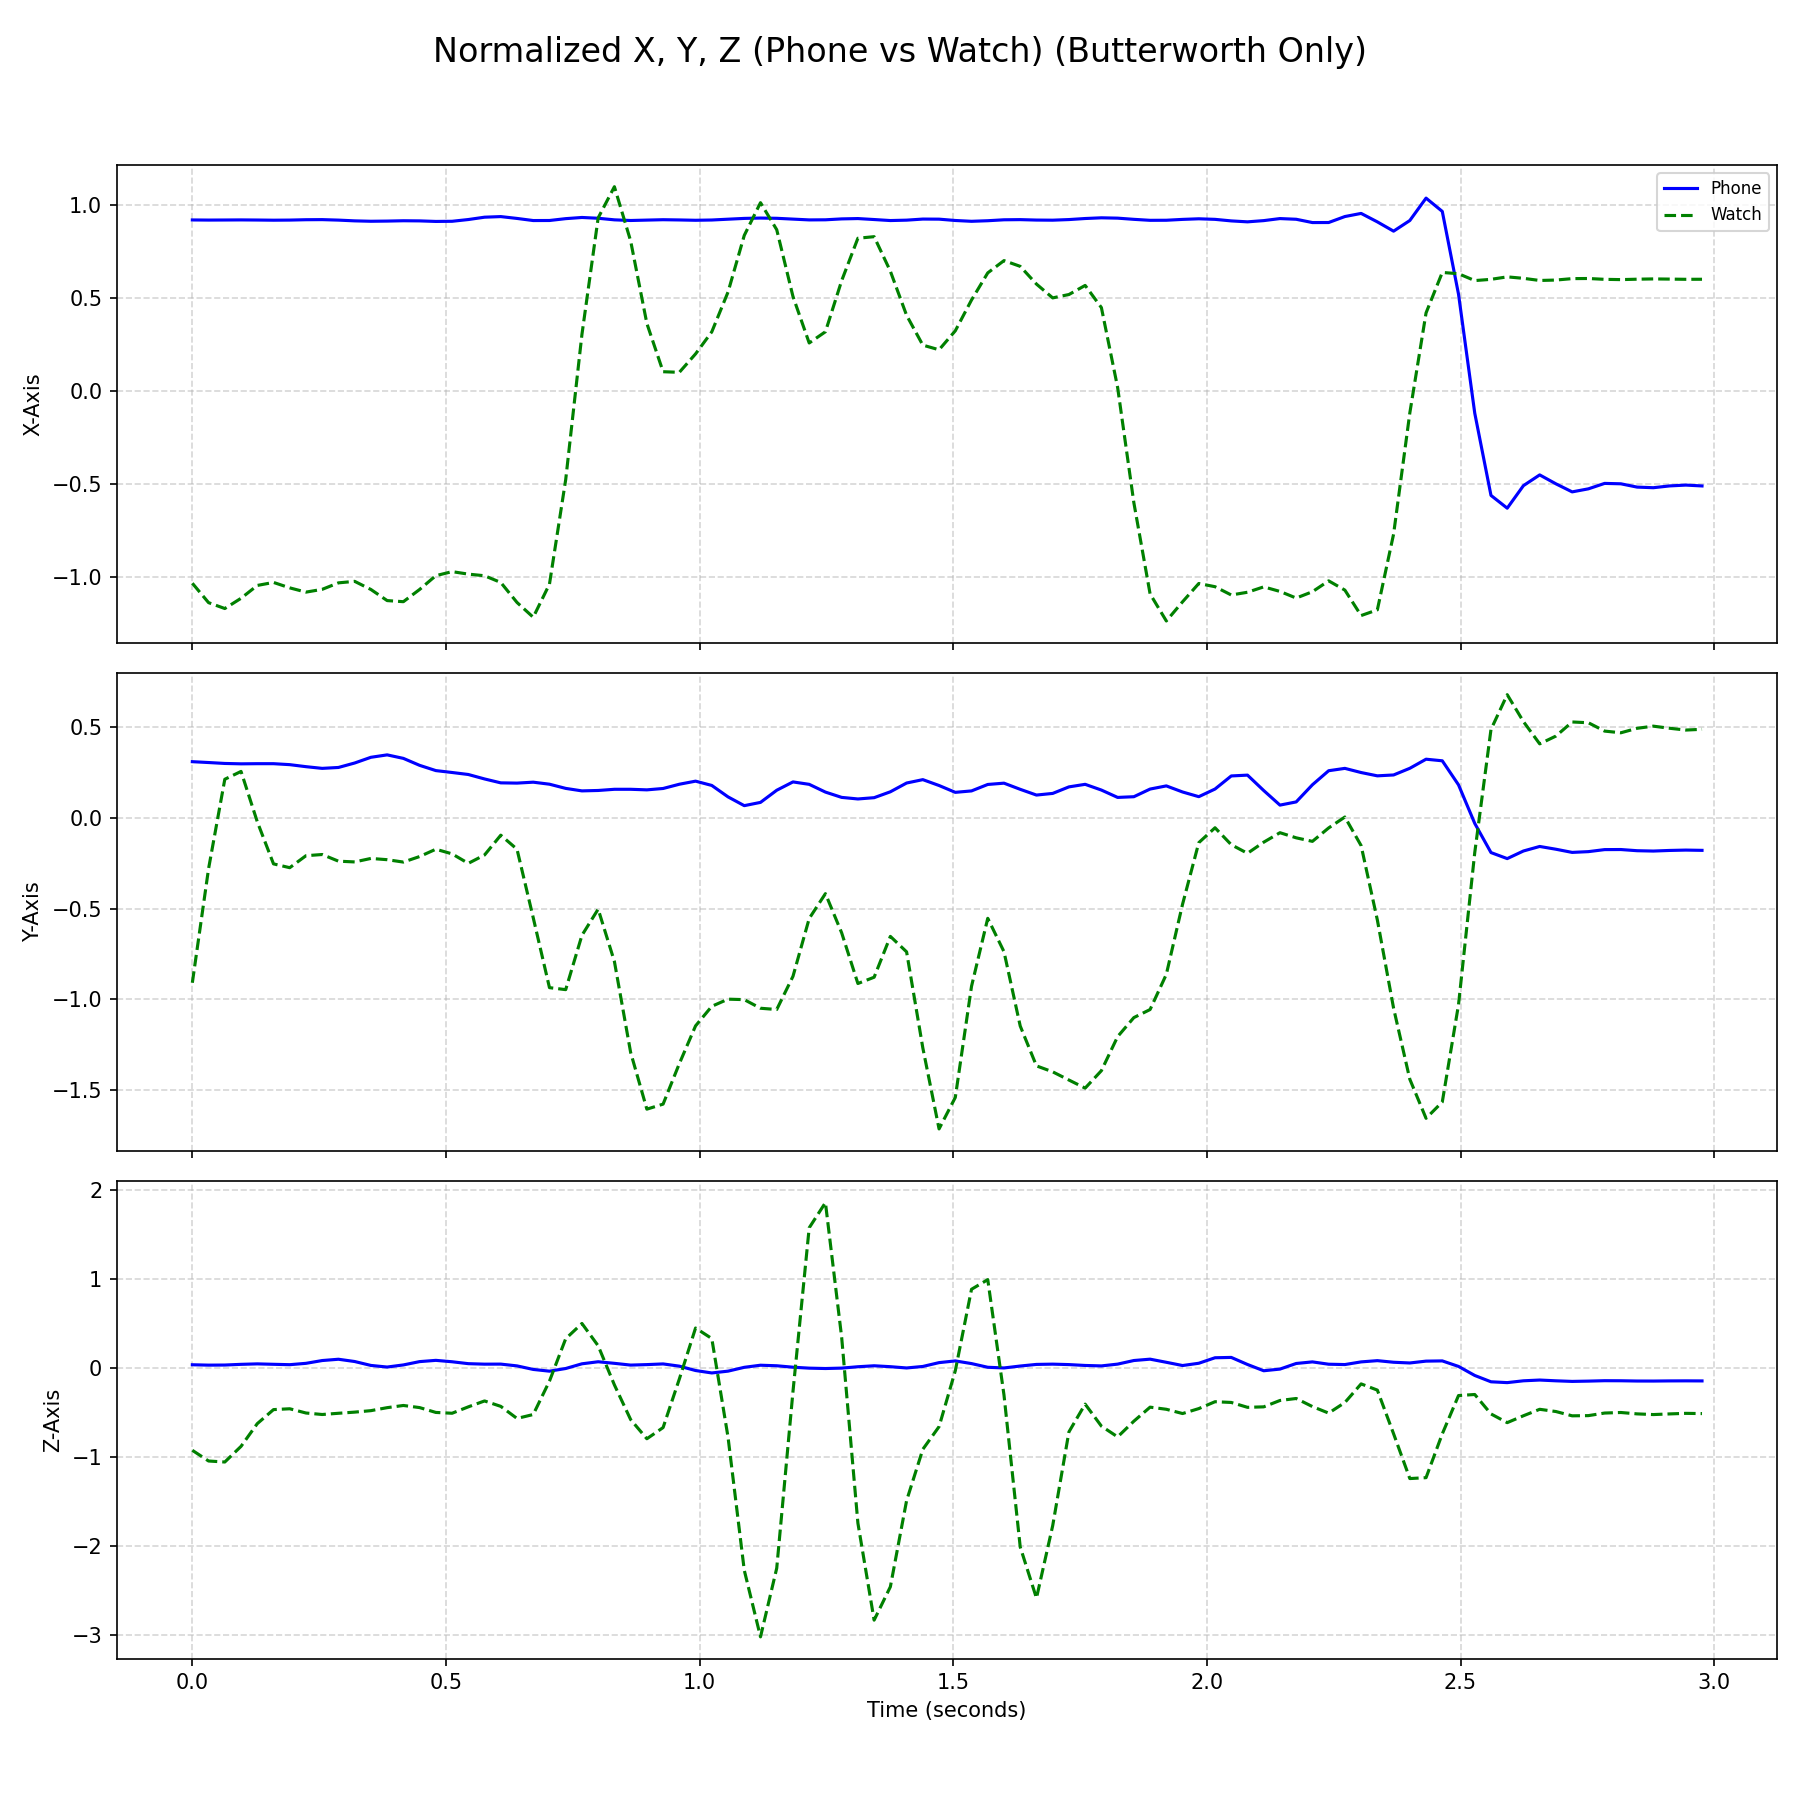 Normalized X, Y, Z (Phone vs Watch) (Butterworth Only)
Phone
Watch
1.0
0.5
0.0
−0.5
−1.0
X-Axis
0.5
0.0
−0.5
−1.0
−1.5
Y-Axis
2
1
0
−1
−2
−3
Z-Axis
0.0 0.5 1.0 1.5 2.0 2.5 3.0
Time (seconds)